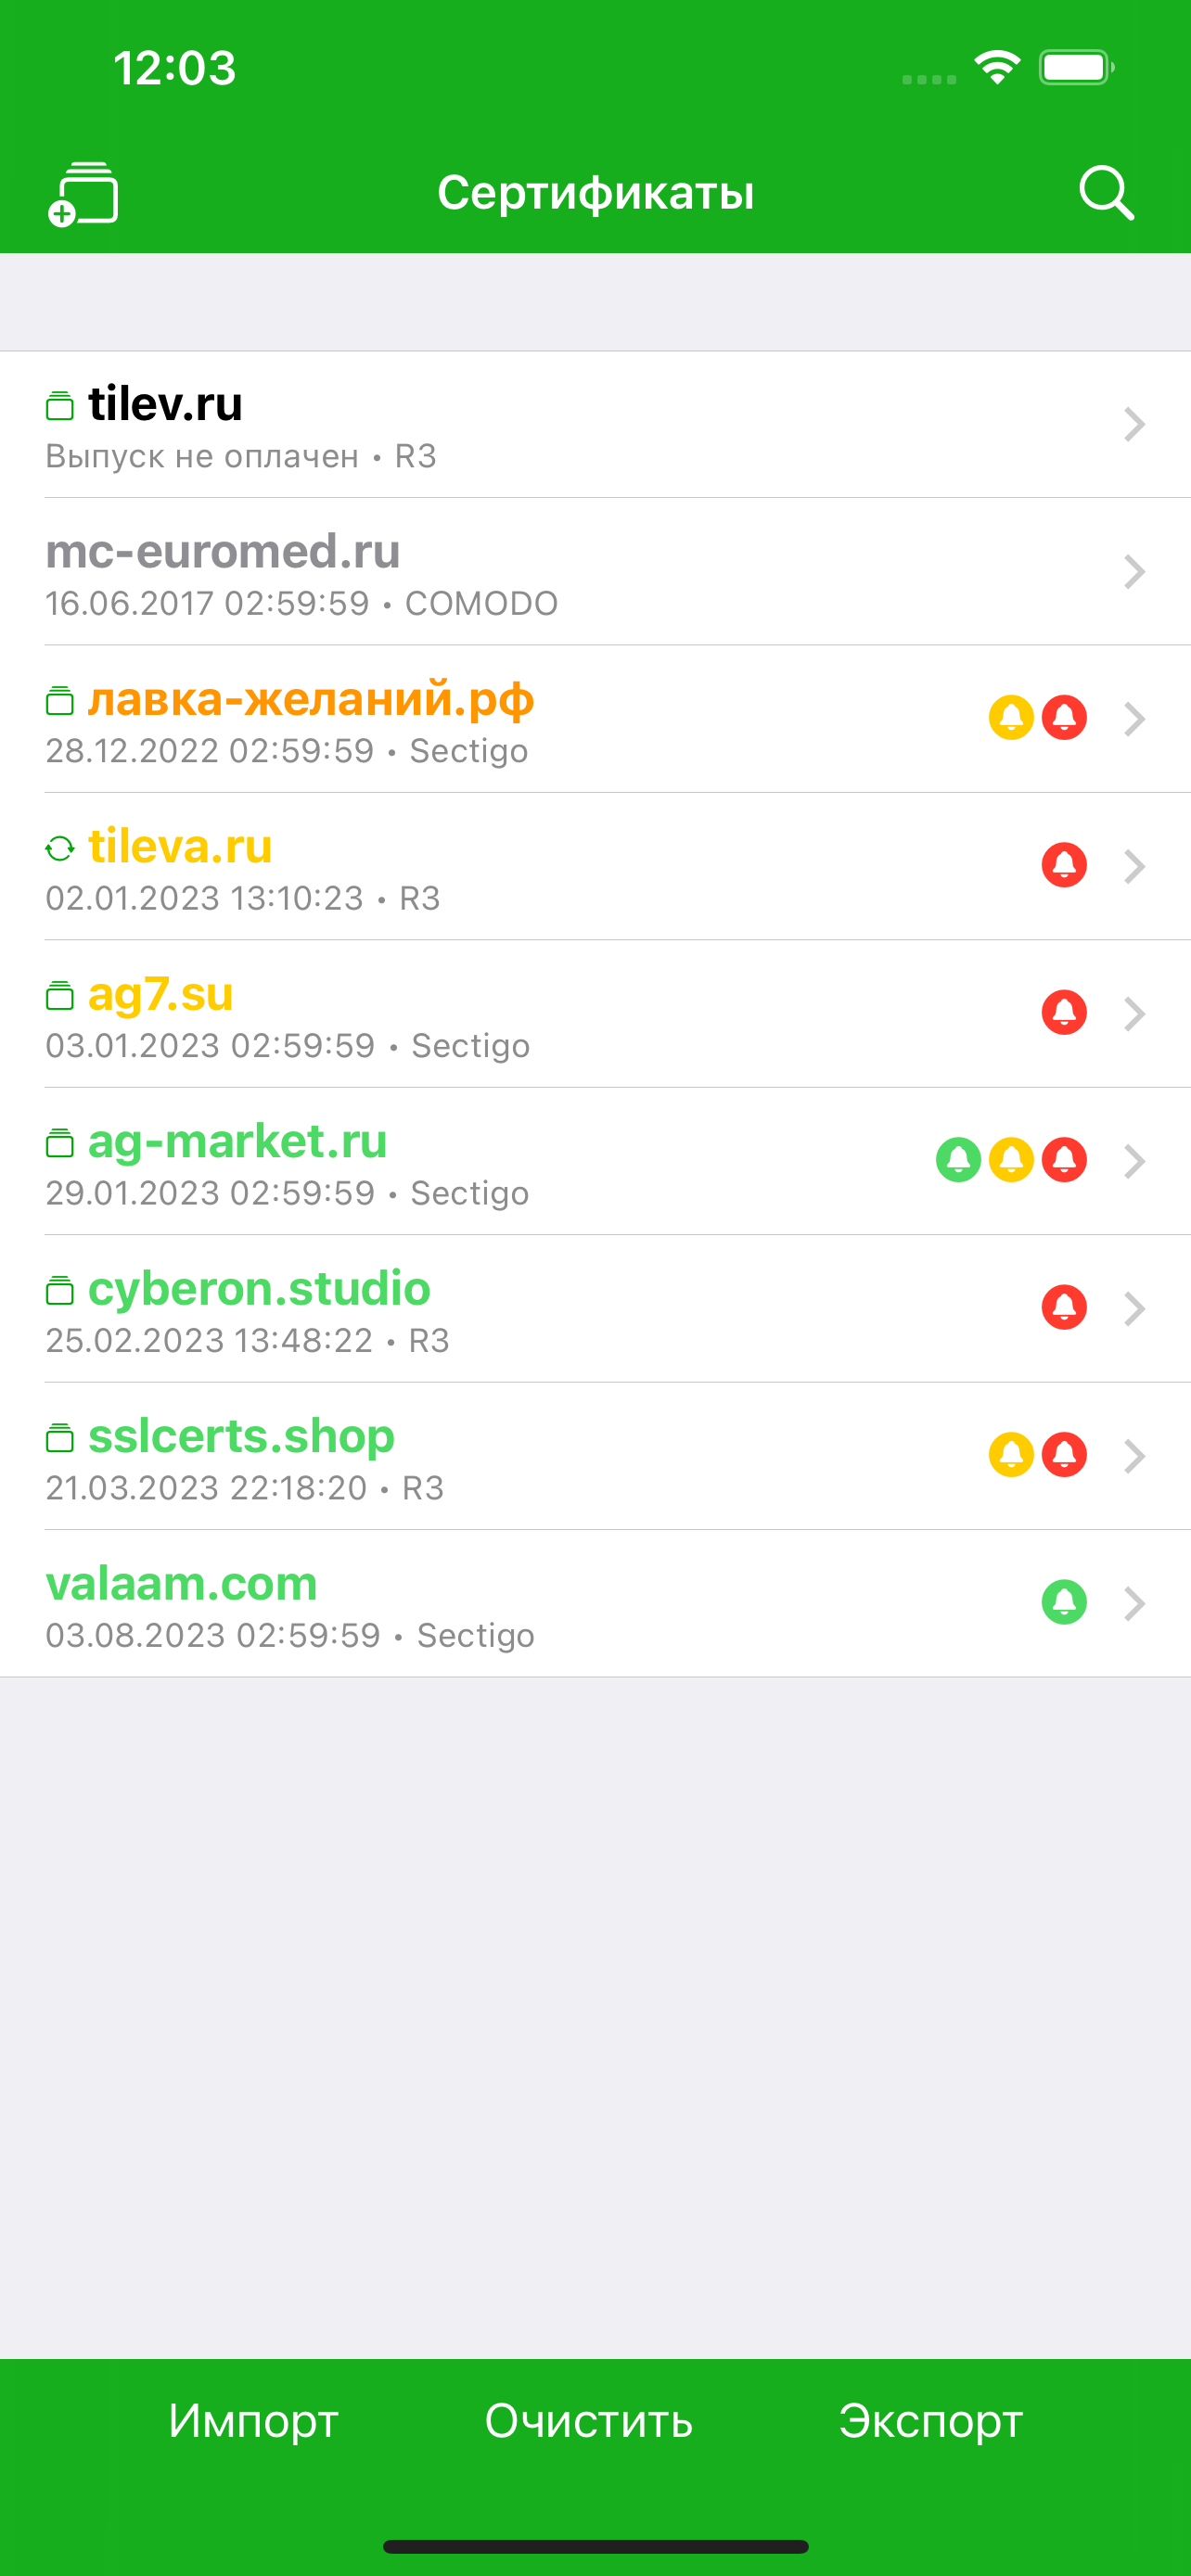 12:03
Сертификаты
tilev.ru
Выпуск не оплачен • R3
mc-euromed.ru
16.06.2017 02:59:59 • COMODO
лавка-желаний.рф
28.12.2022 02:59:59 • Sectigo
tileva.ru
02.01.2023 13:10:23 • R3
ag7.su
03.01.2023 02:59:59 • Sectigo
ag-market.ru
29.01.2023 02:59:59 • Sectigo
cyberon.studio
25.02.2023 13:48:22 • R3
sslcerts.shop
21.03.2023 22:18:20 • R3
valaam.com
03.08.2023 02:59:59 • Sectigo
Импорт Очистить Экспорт